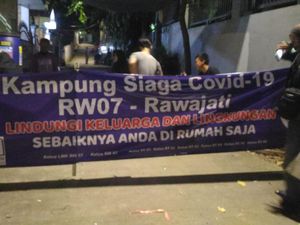 Kampung Siaga Covid-19
RW07 - Rawajati
LINDUNGI KELUARGA DAN LINGKUNGAN
SEBAIKNYA ANDA DI RUMAH SAJA